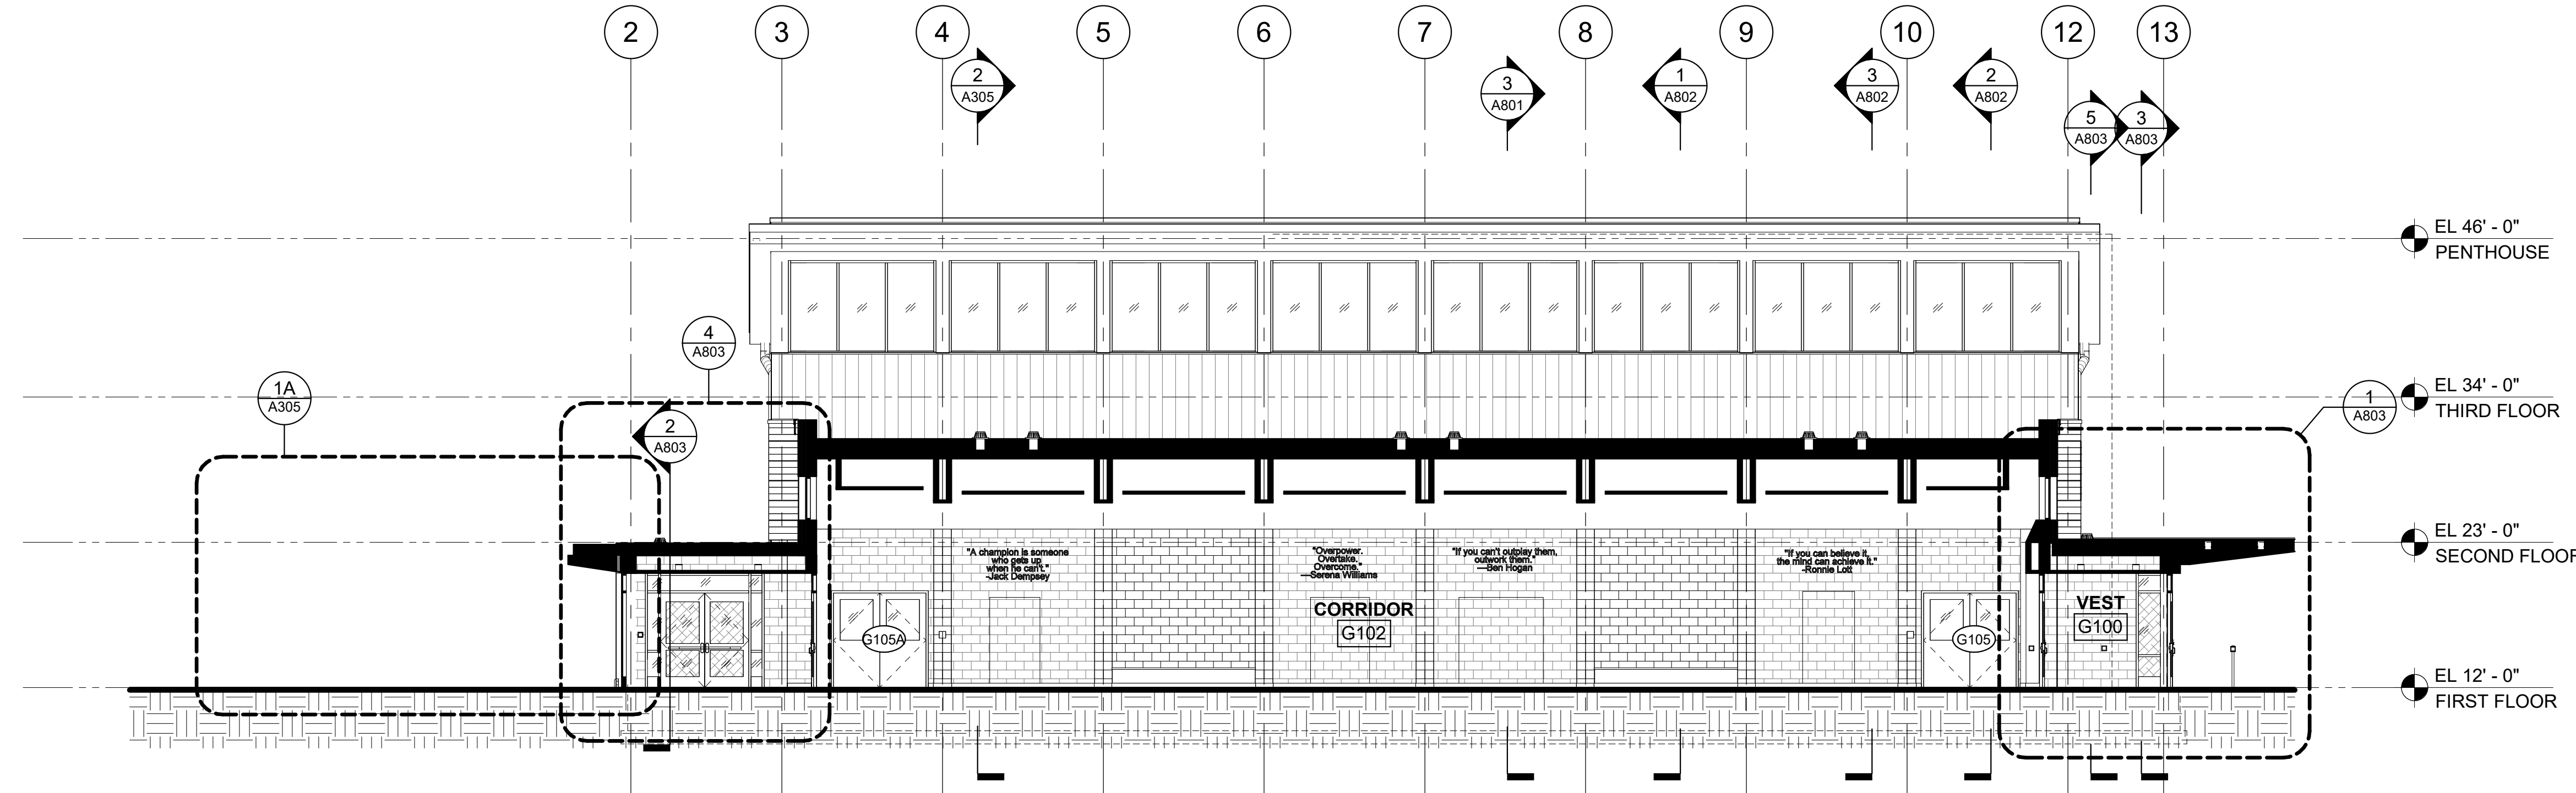 2
3
4
5
6
7
8
9
10
12
13
2
A305
3
A801
1
A802
3
A802
2
A802
5
A803
3
A803
EL 46' - 0"
PENTHOUSE
4
A803
1A
A305
2
A803
EL 34' - 0"
THIRD FLOOR
1
A803
EL 23' - 0"
SECOND FLOOR
"A champion is someone
who gets up
when he can't."
-Jack Dempsey
"Overpower.
Overtake.
Overcome."
—Serena Williams
"If you can't outplay them,
outwork them."
—Ben Hogan
"If you can believe it,
the mind can achieve it."
-Ronnie Lott
G105A
CORRIDOR
G102
G105
VEST
G100
EL 12' - 0"
FIRST FLOOR